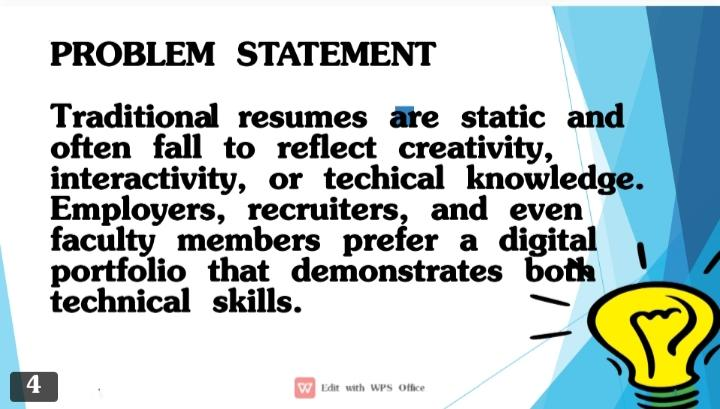 PROBLEM STATEMENT
Traditional resumes are static and
often fall to reflect creativity,
interactivity, or techical knowledge.
Employers, recruiters, and even
faculty members prefer a digital
portfolio that demonstrates both
technical skills.
4
W Edit with WPS Office